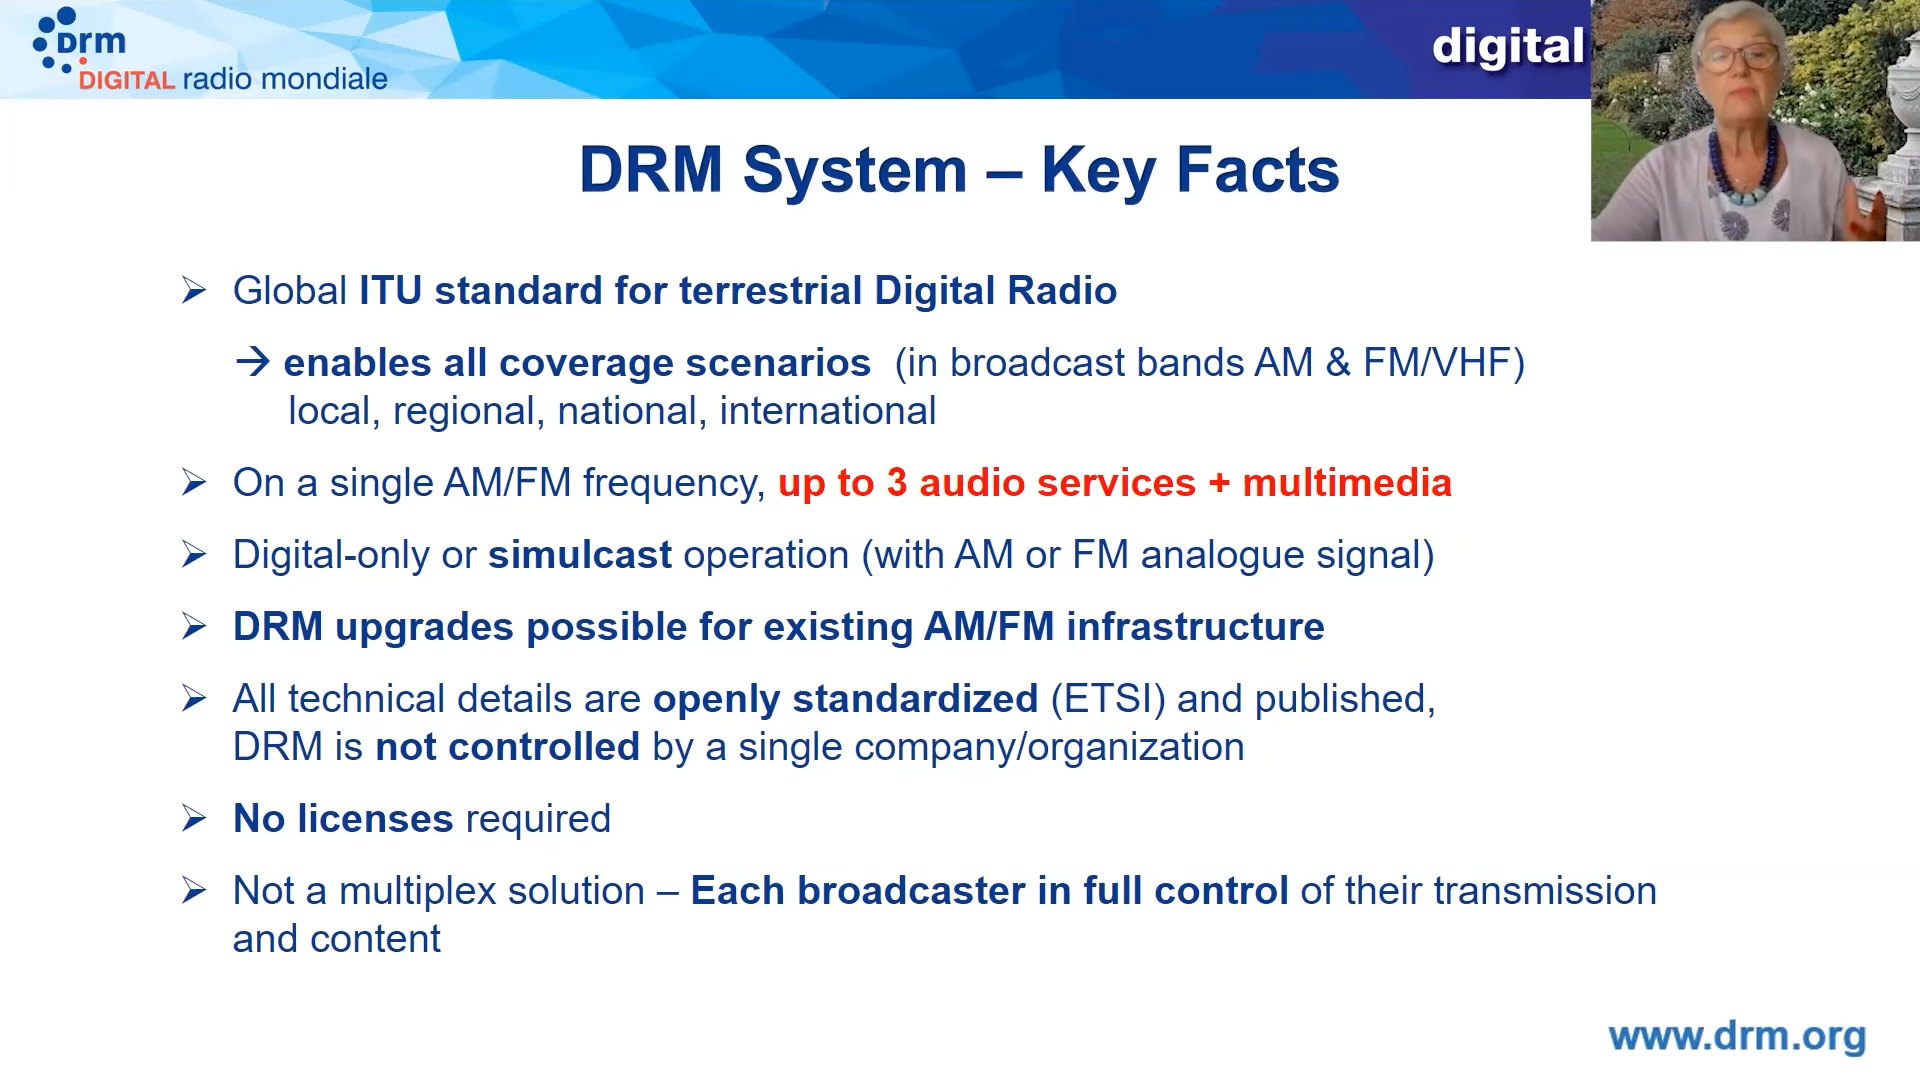 Drm
DIGITAL radio mondiale
digital
DRM System – Key Facts
➢ Global ITU standard for terrestrial Digital Radio
→ enables all coverage scenarios (in broadcast bands AM & FM/VHF)
local, regional, national, international
➢ On a single AM/FM frequency, up to 3 audio services + multimedia
➢ Digital-only or simulcast operation (with AM or FM analogue signal)
➢ DRM upgrades possible for existing AM/FM infrastructure
➢ All technical details are openly standardized (ETSI) and published,
DRM is not controlled by a single company/organization
➢ No licenses required
➢ Not a multiplex solution – Each broadcaster in full control of their transmission
and content
www.drm.org